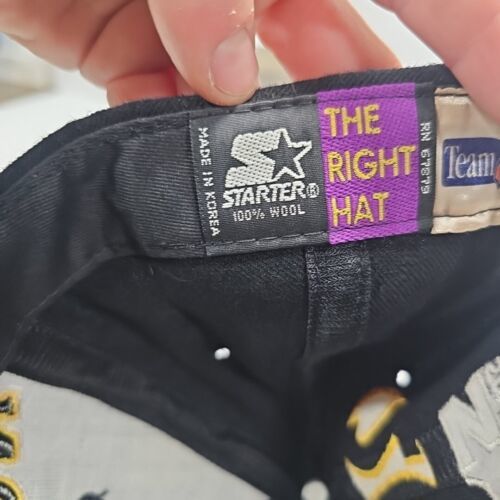 MADE IN KOREA
STARTER®
100% WOOL
THE
RIGHT
HAT
RN 67879
Team